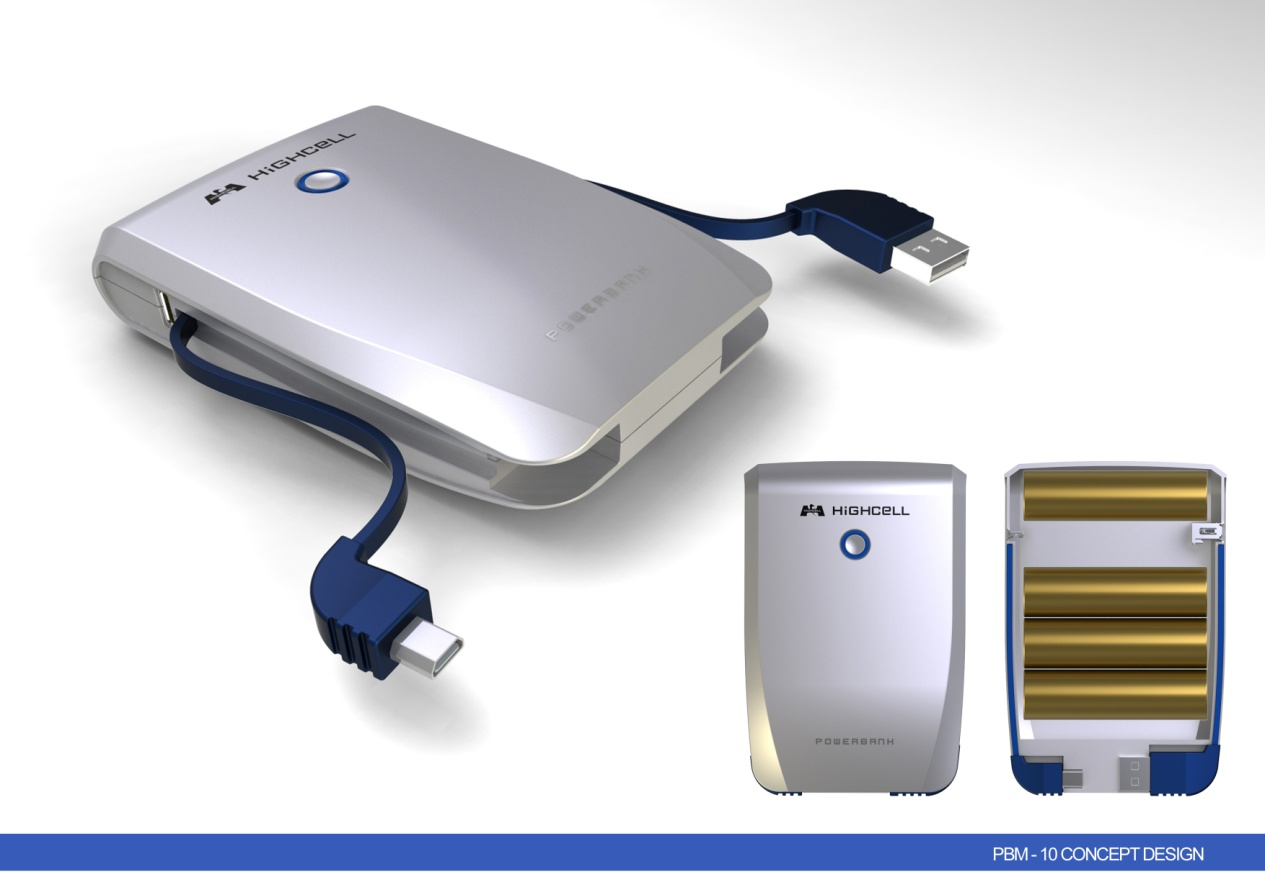 HiGHCELL
POWERBANK
HiGHCELL
POWERBANK
PBM - 10 CONCEPT DESIGN